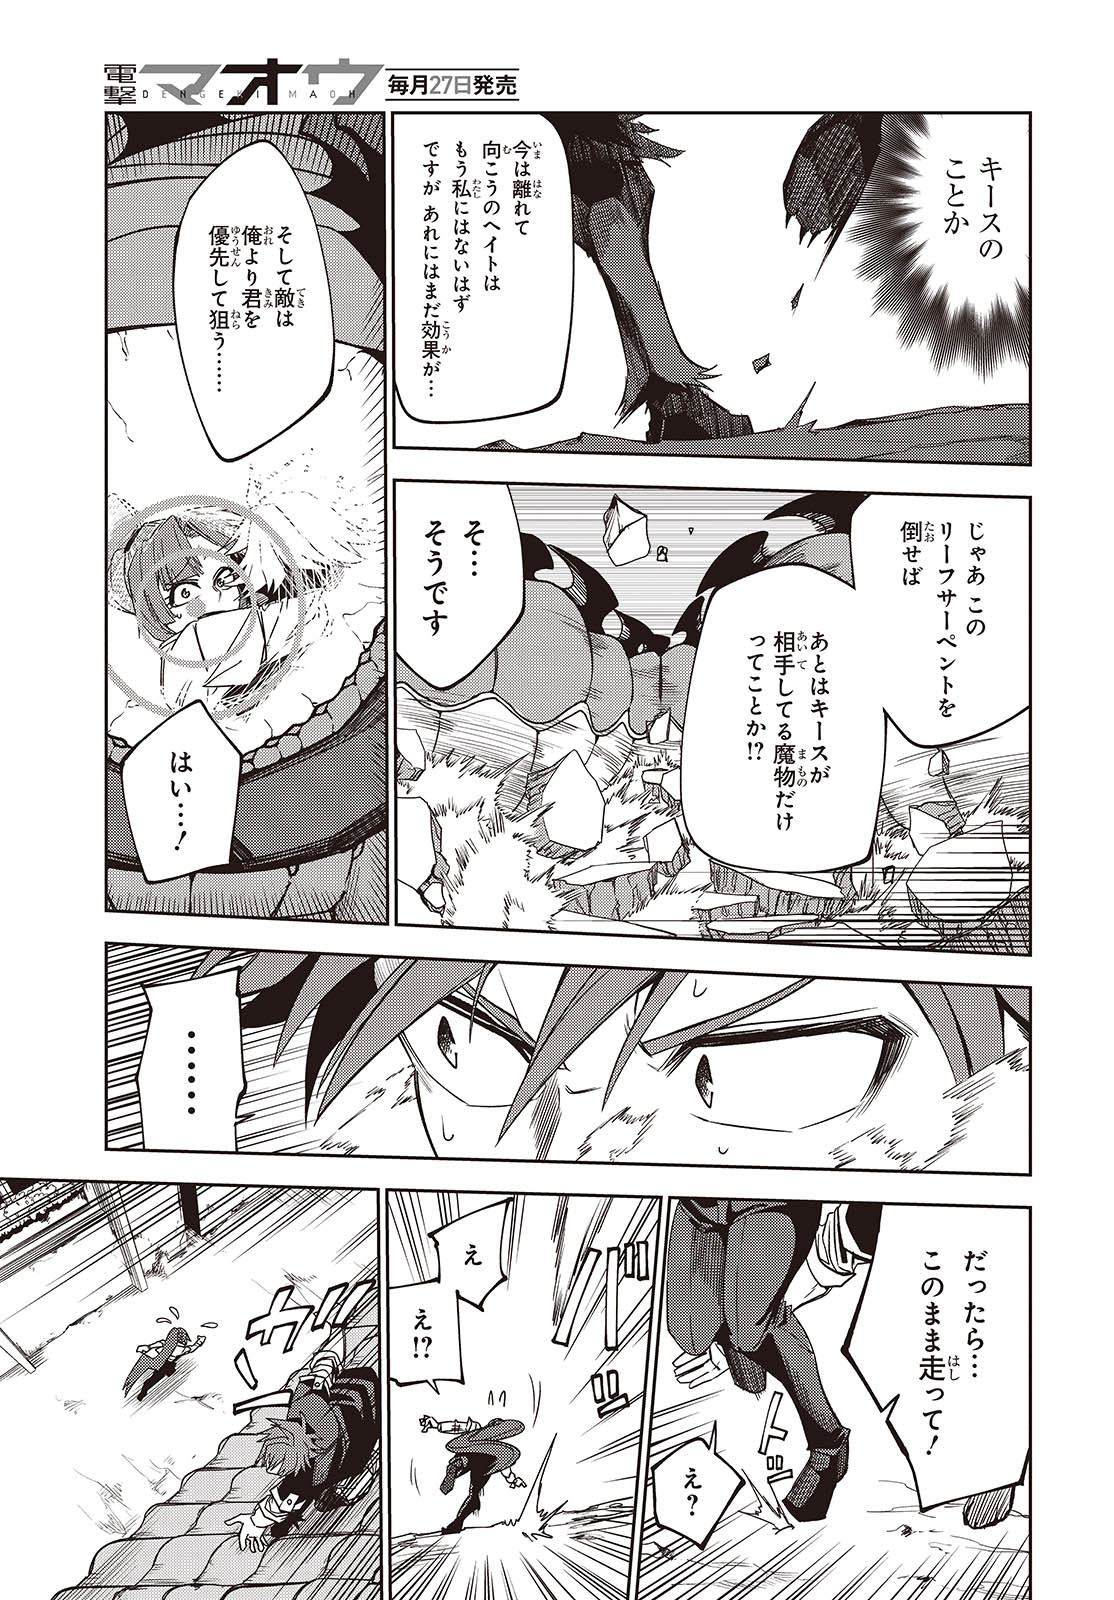 電撃マオウ
DENGEKI MAOH
毎月27日発売
キースの
ことか
今は離れて
向こうのヘイトは
もう私にはないはず
ですが あれにはまだ効果が…
じゃあ この
リーフサーペントを
倒せば
あとはキースが
相手してる魔物だけ
ってことか!?
そ…
そうです
そして敵は
俺より君を
優先して狙う……
はい…!
……
だったら…
このまま走って!
え?
え
え!?